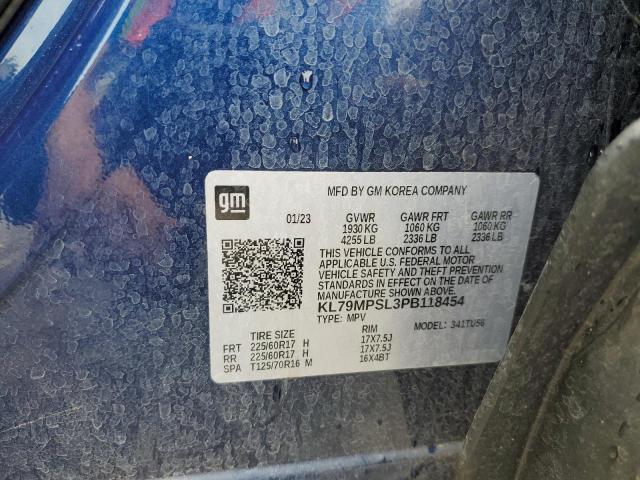 gm
MFD BY GM KOREA COMPANY
01/23 GVWR GAWR FRT GAWR RR
1930 KG 1060 KG 1060 KG
4255 LB 2336 LB 2336 LB
THIS VEHICLE CONFORMS TO ALL
APPLICABLE U.S. FEDERAL MOTOR
VEHICLE SAFETY AND THEFT PREVENTION
STANDARDS IN EFFECT ON THE DATE OF
MANUFACTURE SHOWN ABOVE.
KL79MPSL3PB118454
TYPE: MPV MODEL: 341TU56
TIRE SIZE RIM
FRT 225/60R17 H 17X7.5J
RR 225/60R17 H 17X7.5J
SPA T125/70R16 M 16X4BT